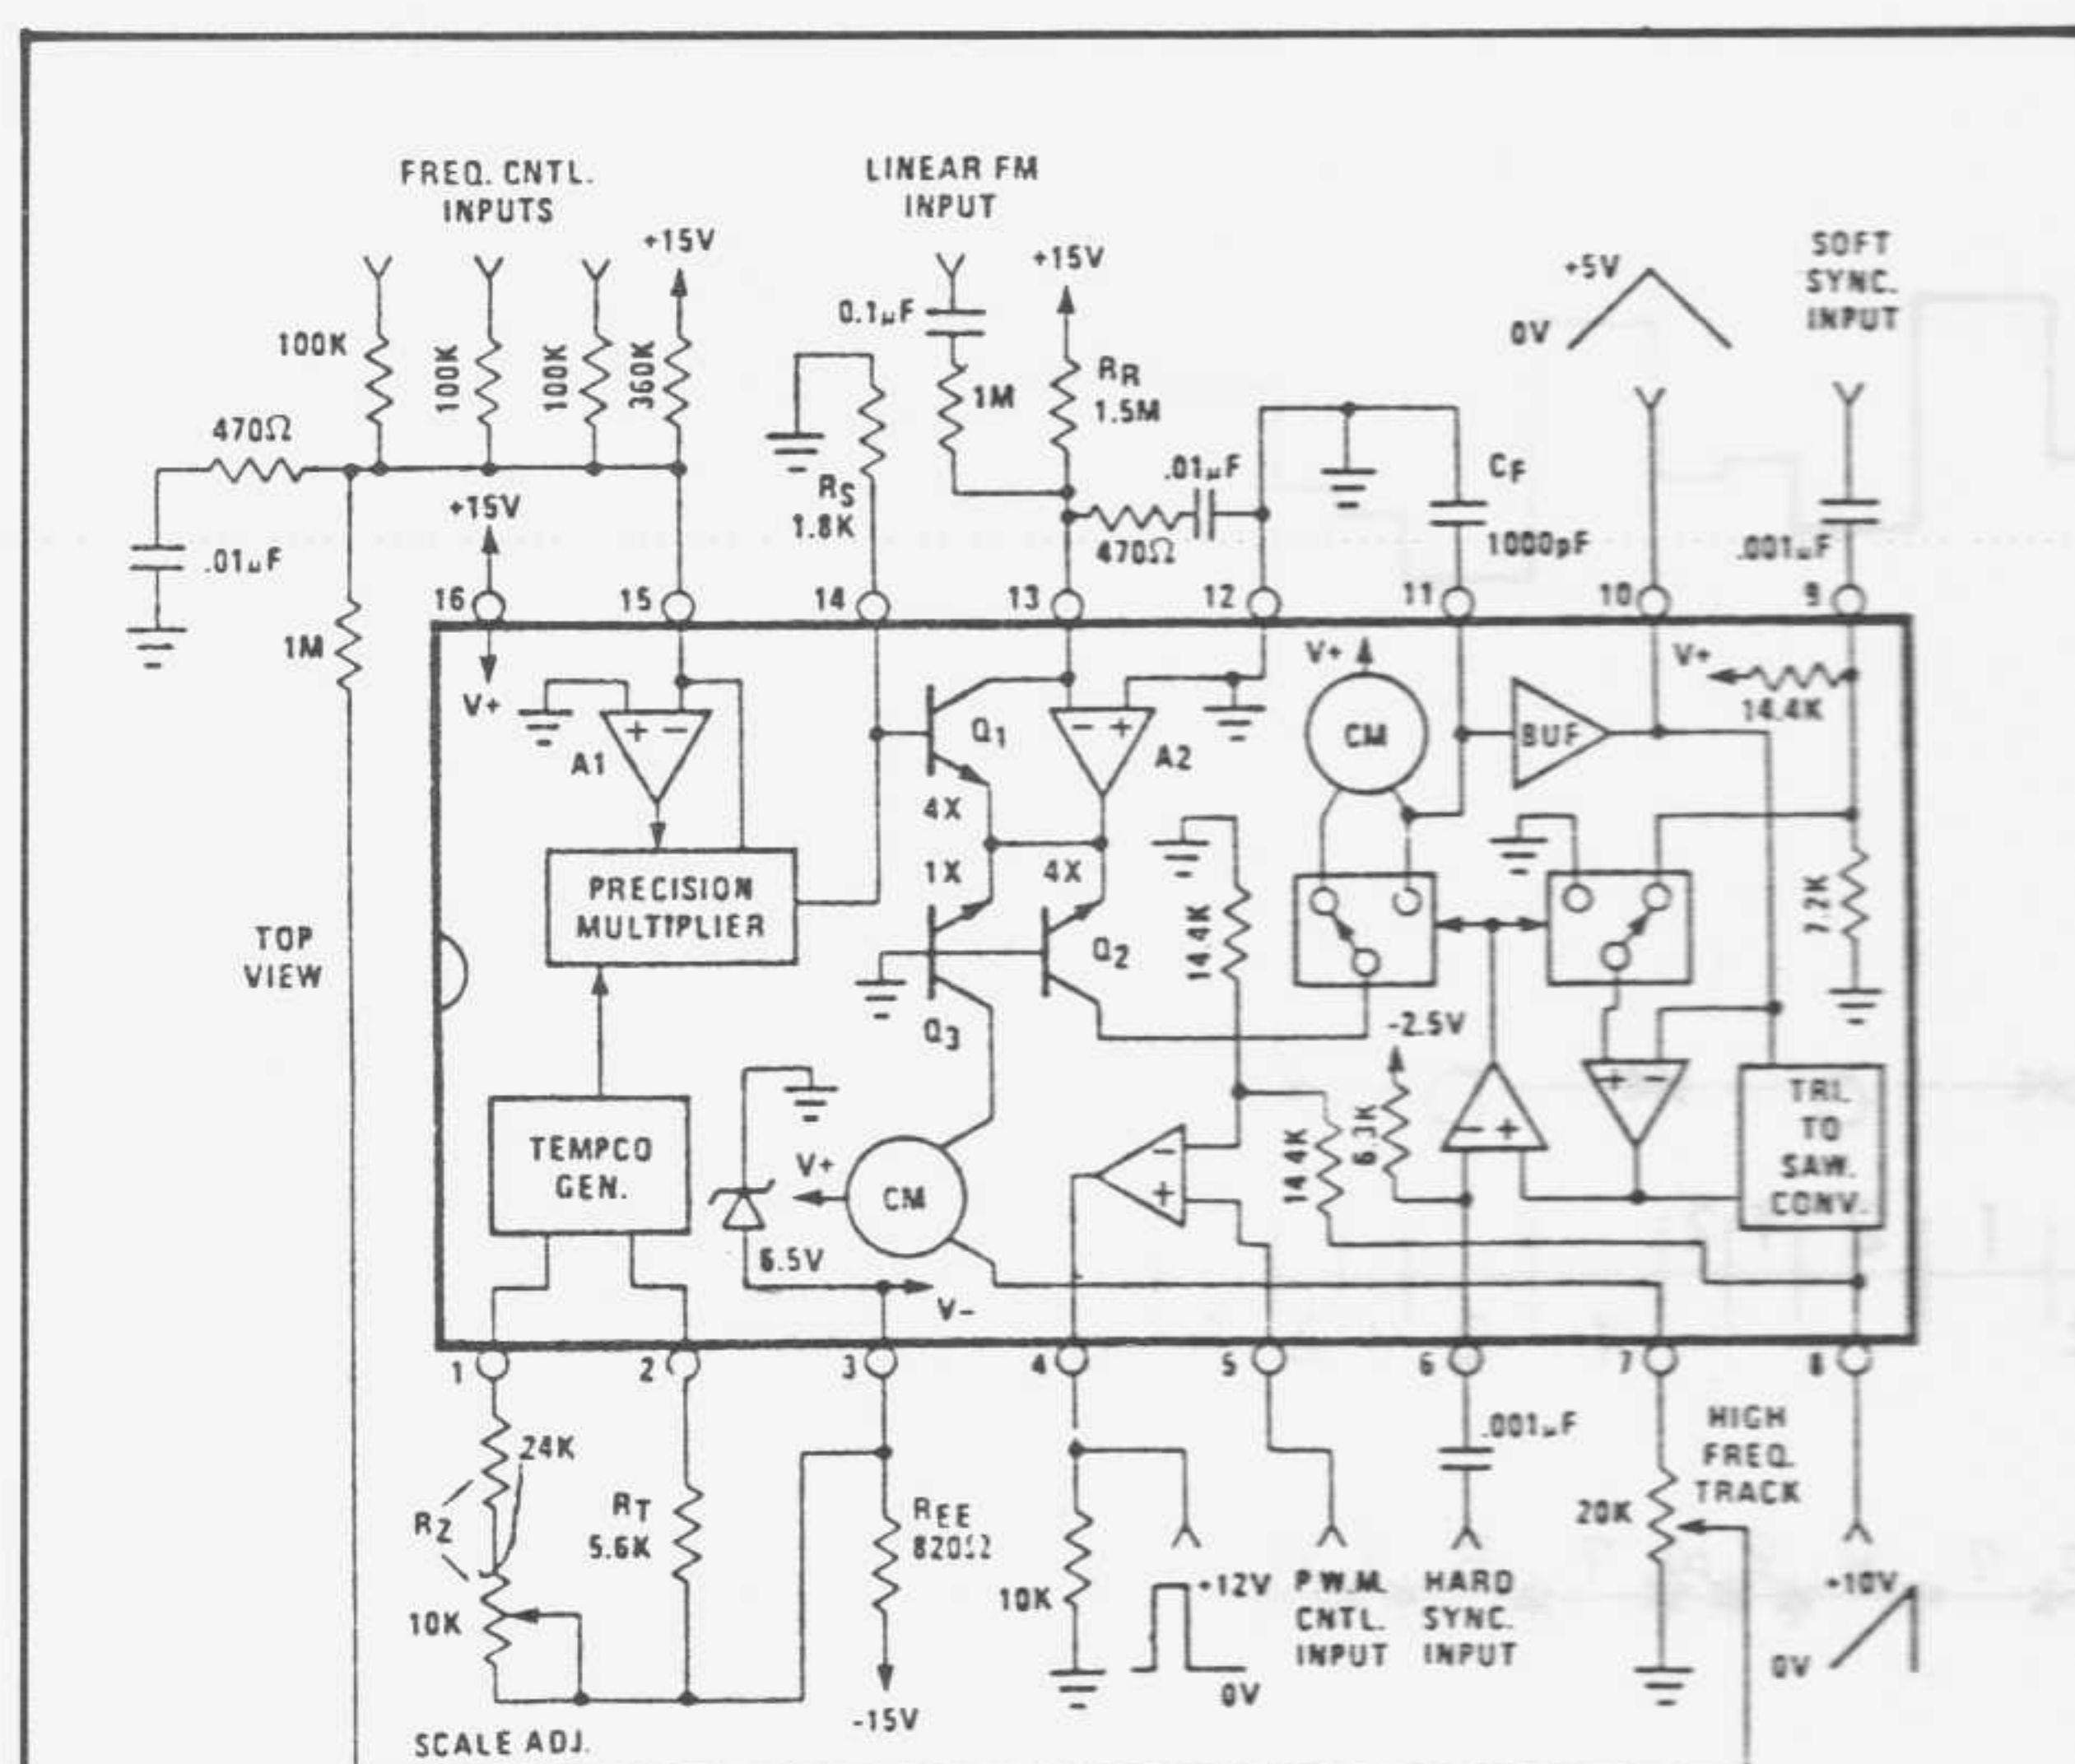 FREQ. CNTL.
INPUTS
LINEAR FM
INPUT
+15V
+15V
+5V
0V
SOFT
SYNC.
INPUT
100K
100K
100K
360K
0.1µF
1M
RR
1.5M
470Ω
+15V
.01µF
RS
1.8K
.01µF
470Ω
CF
1000pF
.001µF
1M
16
15
14
13
12
11
10
9
V+
A1
+ -
Q1
- +
A2
V+
CM
BUF
V+
14.4K
4X
1X
4X
PRECISION
MULTIPLIER
TOP
VIEW
Q2
Q3
14.4K
7.2K
-2.5V
TEMPCO
GEN.
V+
CM
6.5V
V-
-
+
14.4K
6.3K
- +
+ -
TRI.
TO
SAW.
CONV.
1
2
3
4
5
6
7
8
24K
RZ
10K
RT
5.6K
REE
820Ω
-15V
10K
+12V
0V
P.W.M.
CNTL.
INPUT
.001µF
HARD
SYNC.
INPUT
20K
HIGH
FREQ.
TRACK
+10V
0V
SCALE ADJ.